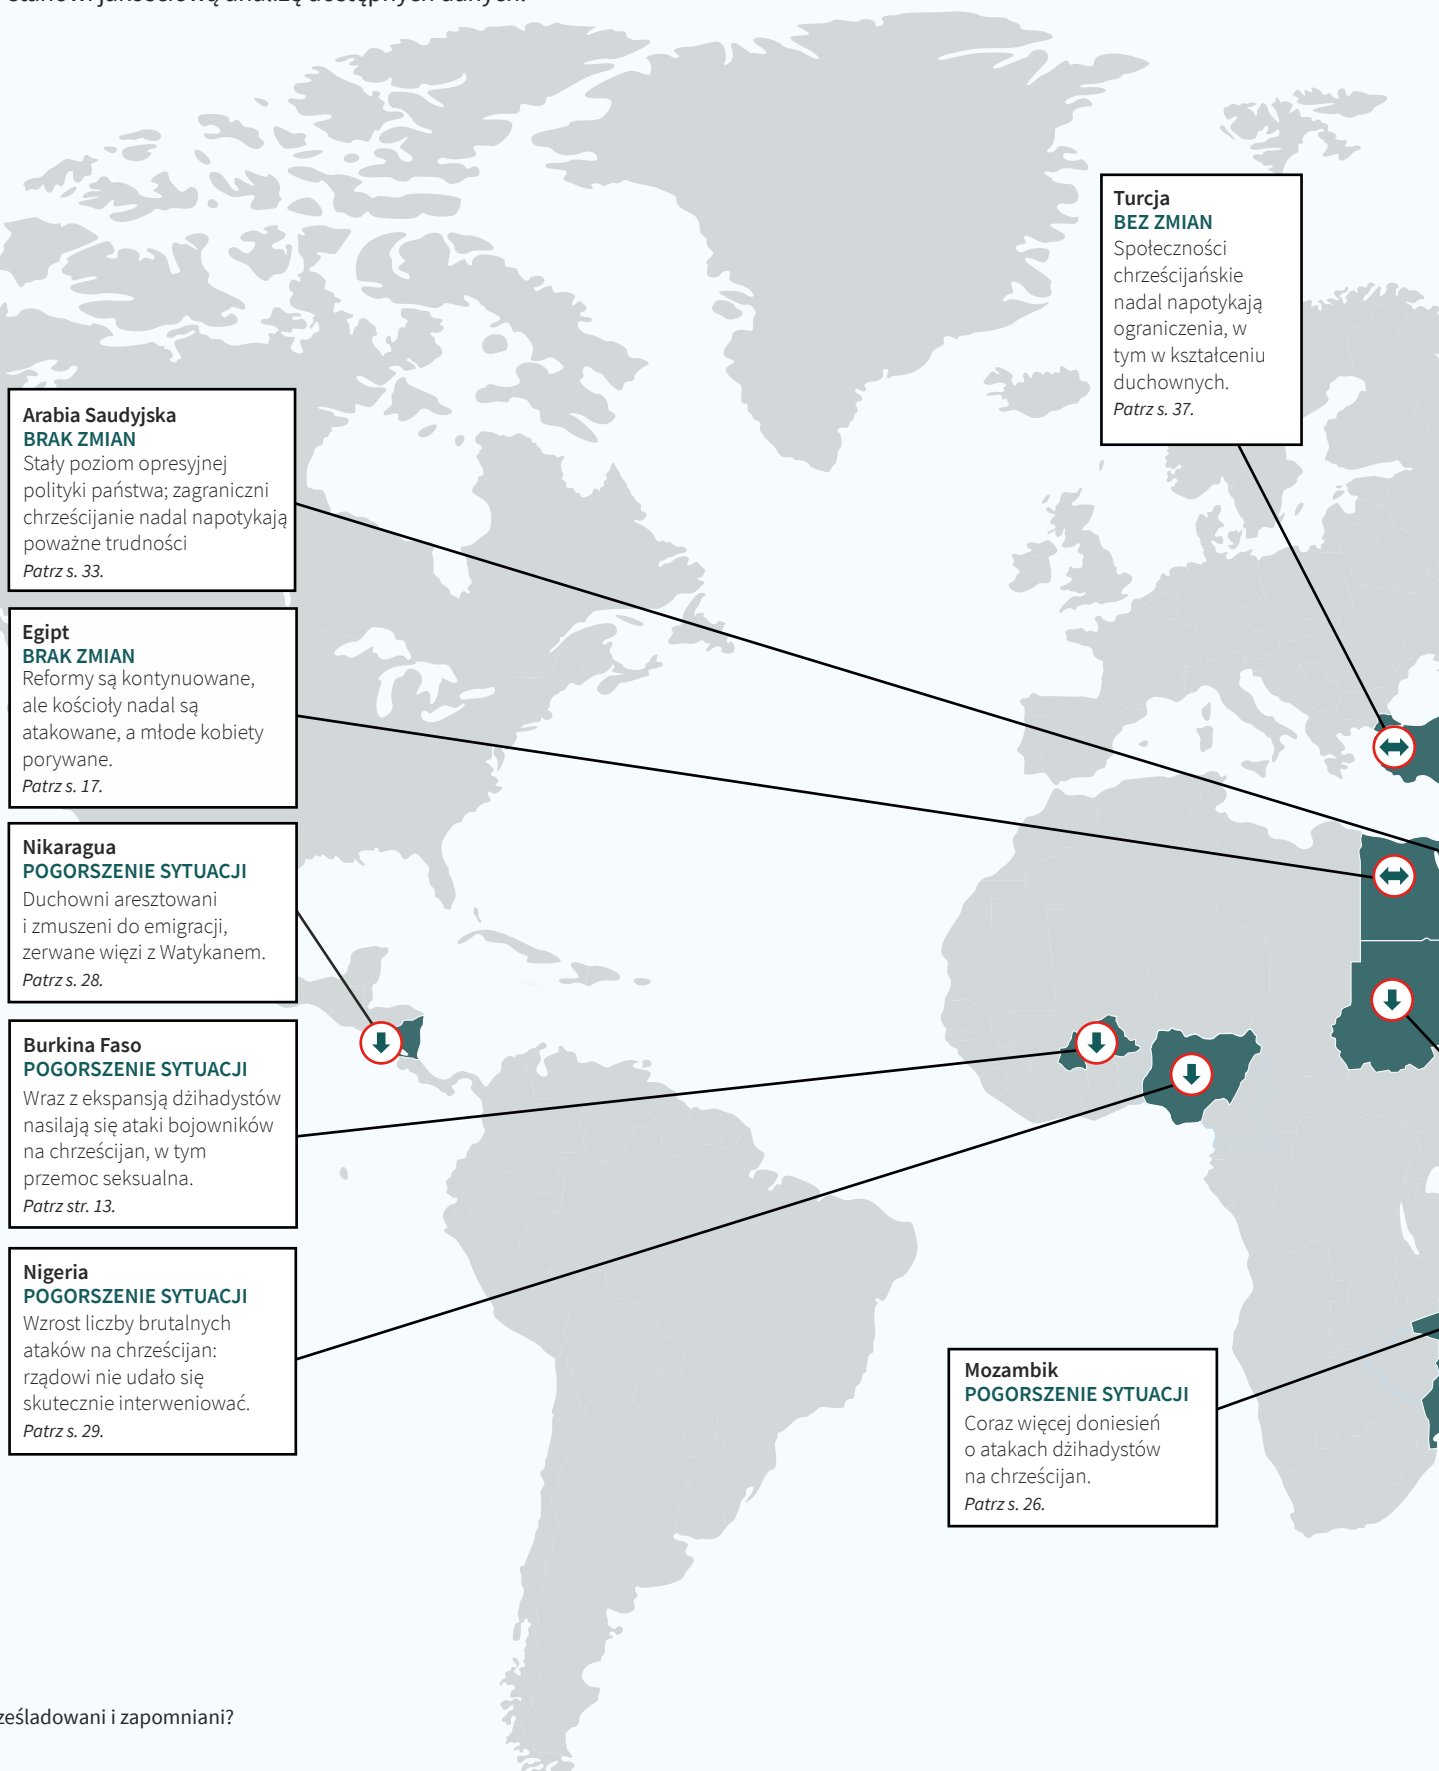 stanowi jakościową analizę dostępnych danych.
Turcja
BEZ ZMIAN
Społeczności
chrześcijańskie
nadal napotykają
ograniczenia, w
tym w kształceniu
duchownych.
Patrz s. 37.
Arabia Saudyjska
BRAK ZMIAN
Stały poziom opresyjnej
polityki państwa; zagraniczni
chrześcijanie nadal napotykają
poważne trudności
Patrz s. 33.
Egipt
BRAK ZMIAN
Reformy są kontynuowane,
ale kościoły nadal są
atakowane, a młode kobiety
porywane.
Patrz s. 17.
Nikaragua
POGORSZENIE SYTUACJI
Duchowni aresztowani
i zmuszeni do emigracji,
zerwane więzi z Watykanem.
Patrz s. 28.
Burkina Faso
POGORSZENIE SYTUACJI
Wraz z ekspansją dżihadystów
nasilają się ataki bojowników
na chrześcijan, w tym
przemoc seksualna.
Patrz str. 13.
Nigeria
POGORSZENIE SYTUACJI
Wzrost liczby brutalnych
ataków na chrześcijan:
rządowi nie udało się
skutecznie interweniować.
Patrz s. 29.
Mozambik
POGORSZENIE SYTUACJI
Coraz więcej doniesień
o atakach dżihadystów
na chrześcijan.
Patrz s. 26.
ześladowani i zapomniani?